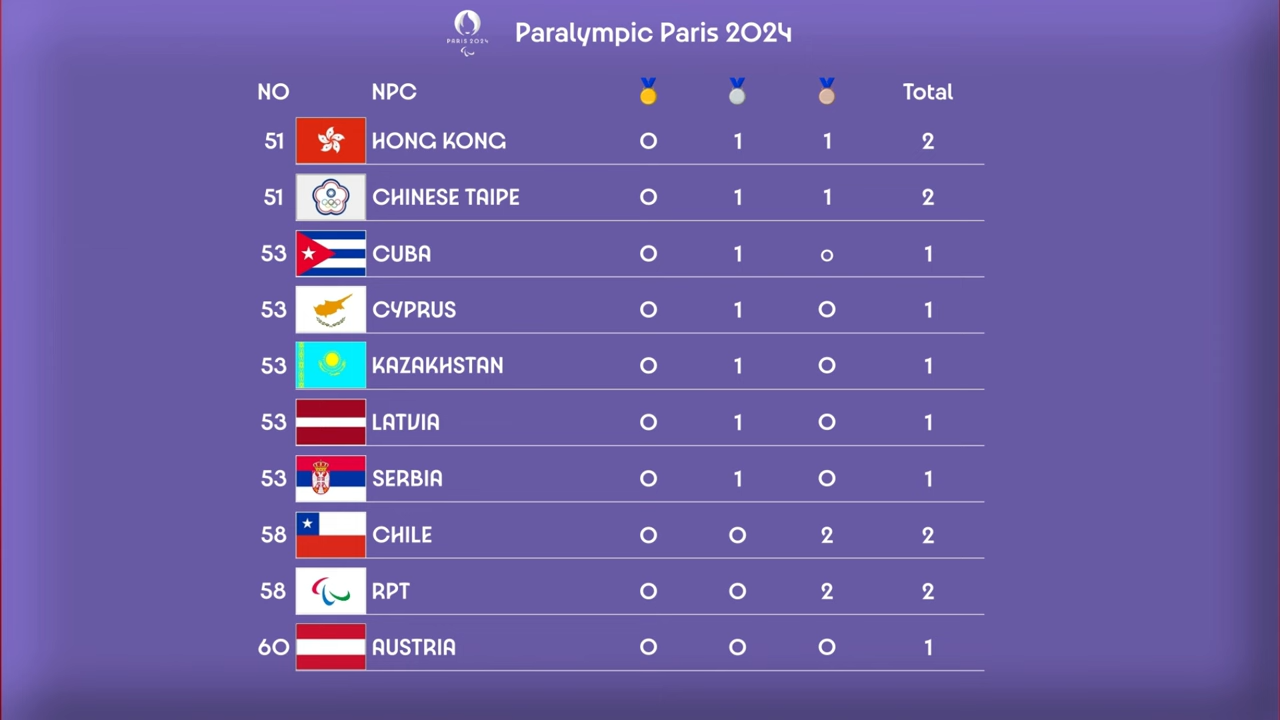 PARIS 2024
Paralympic Paris 2024
NO NPC Total
51 HONG KONG 0 1 1 2
51 CHINESE TAIPE 0 1 1 2
53 CUBA 0 1 0 1
53 CYPRUS 0 1 0 1
53 KAZAKHSTAN 0 1 0 1
53 LATVIA 0 1 0 1
53 SERBIA 0 1 0 1
58 CHILE 0 0 2 2
58 RPT 0 0 2 2
60 AUSTRIA 0 0 0 1